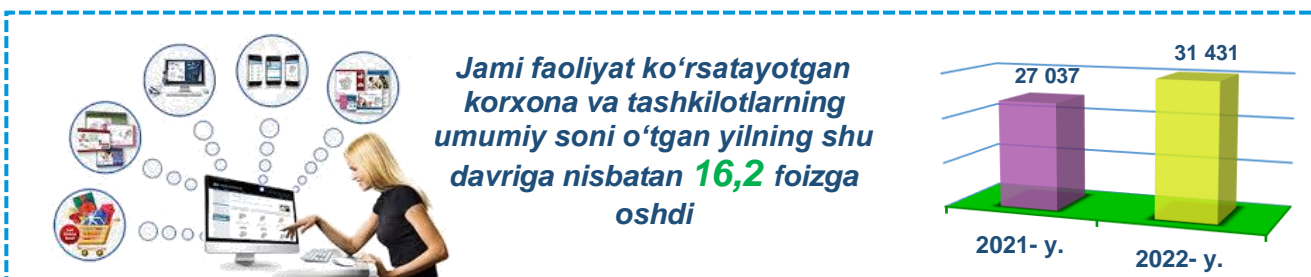 Jami faoliyat ko‘rsatayotgan
korxona va tashkilotlarning
umumiy soni o‘tgan yilning shu
davriga nisbatan 16,2 foizga
oshdi
27 037
31 431
2021- y.
2022- y.